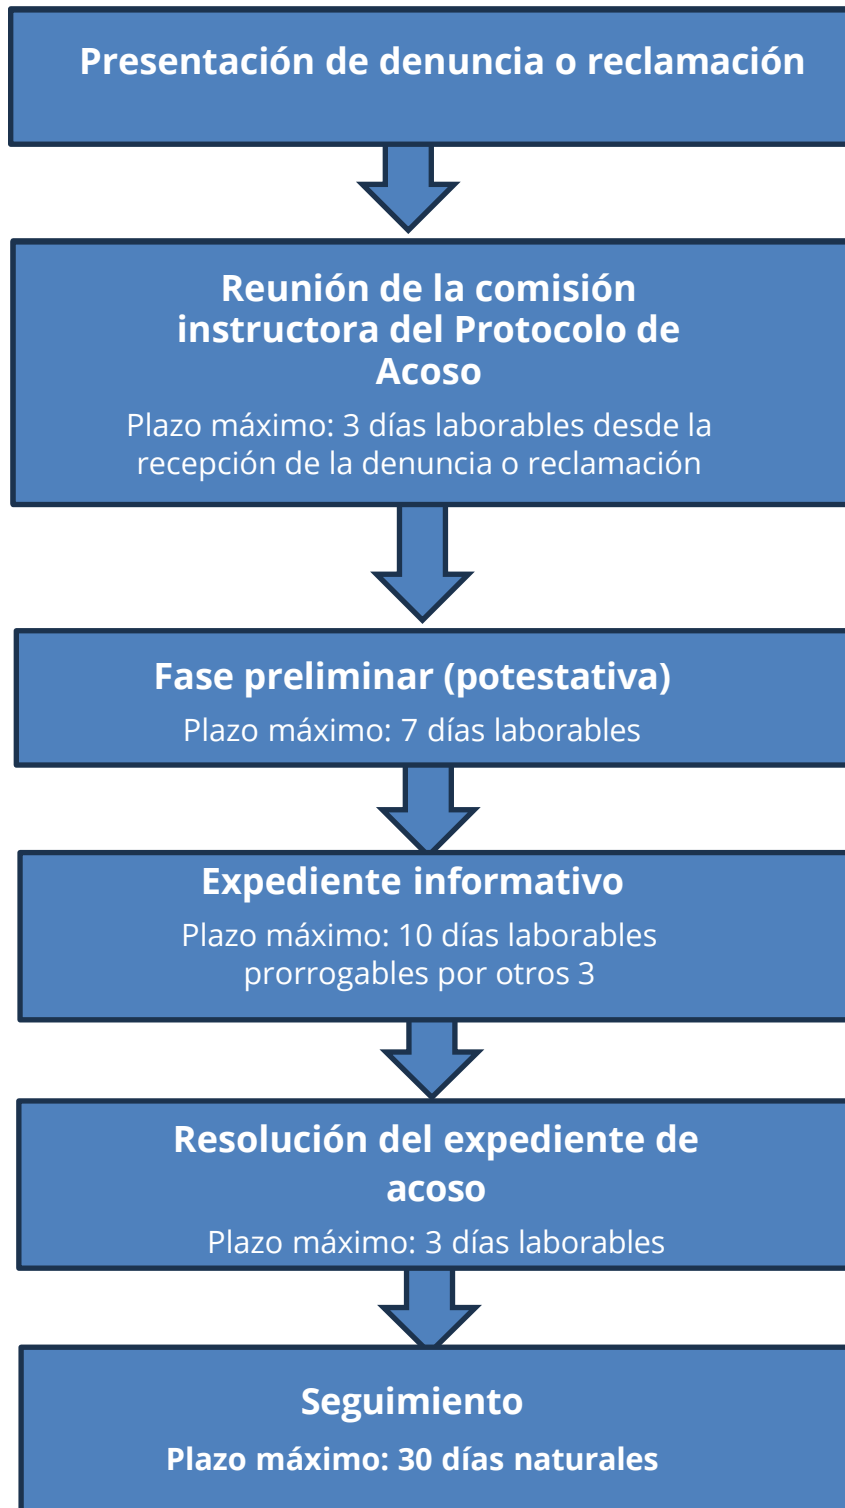 Presentación de denuncia o reclamación
Reunión de la comisión
instructora del Protocolo de
Acoso
Plazo máximo: 3 días laborables desde la
recepción de la denuncia o reclamación
Fase preliminar (potestativa)
Plazo máximo: 7 días laborables
Expediente informativo
Plazo máximo: 10 días laborables
prorrogables por otros 3
Resolución del expediente de
acoso
Plazo máximo: 3 días laborables
Seguimiento
Plazo máximo: 30 días naturales